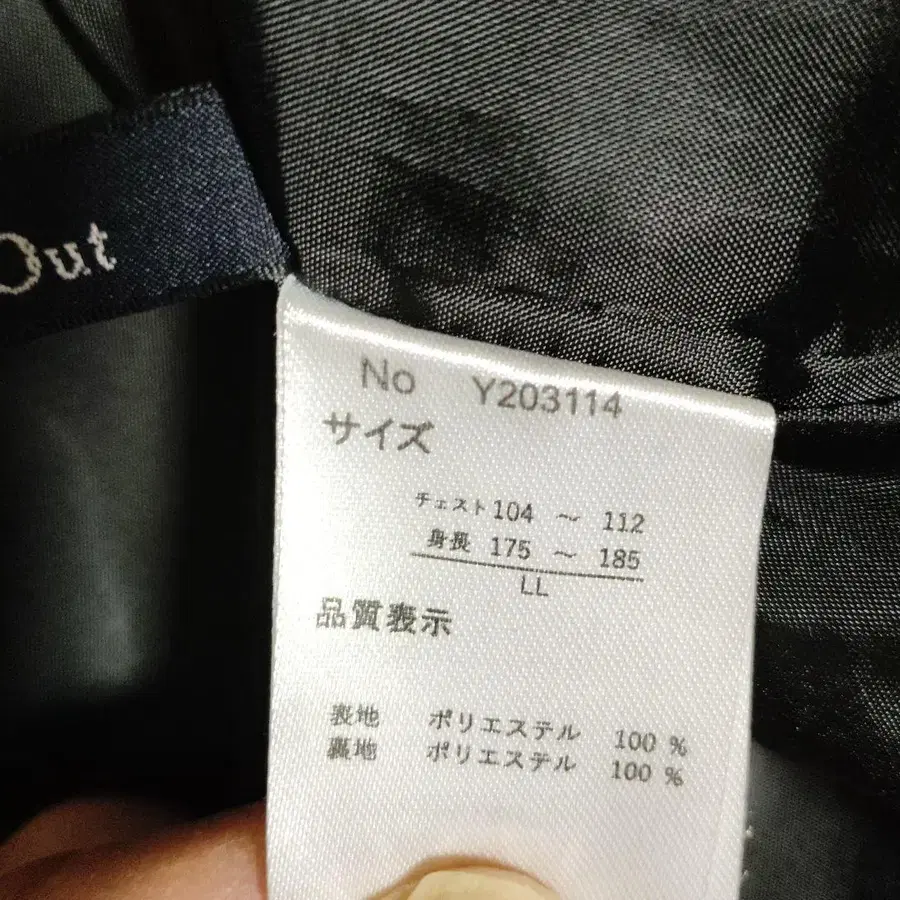 Out
No Y203114
サイズ
チェスト 104 ～ 112
身長 175 ～ 185
LL
品質表示
表地 ポリエステル 100 %
裏地 ポリエステル 100 %